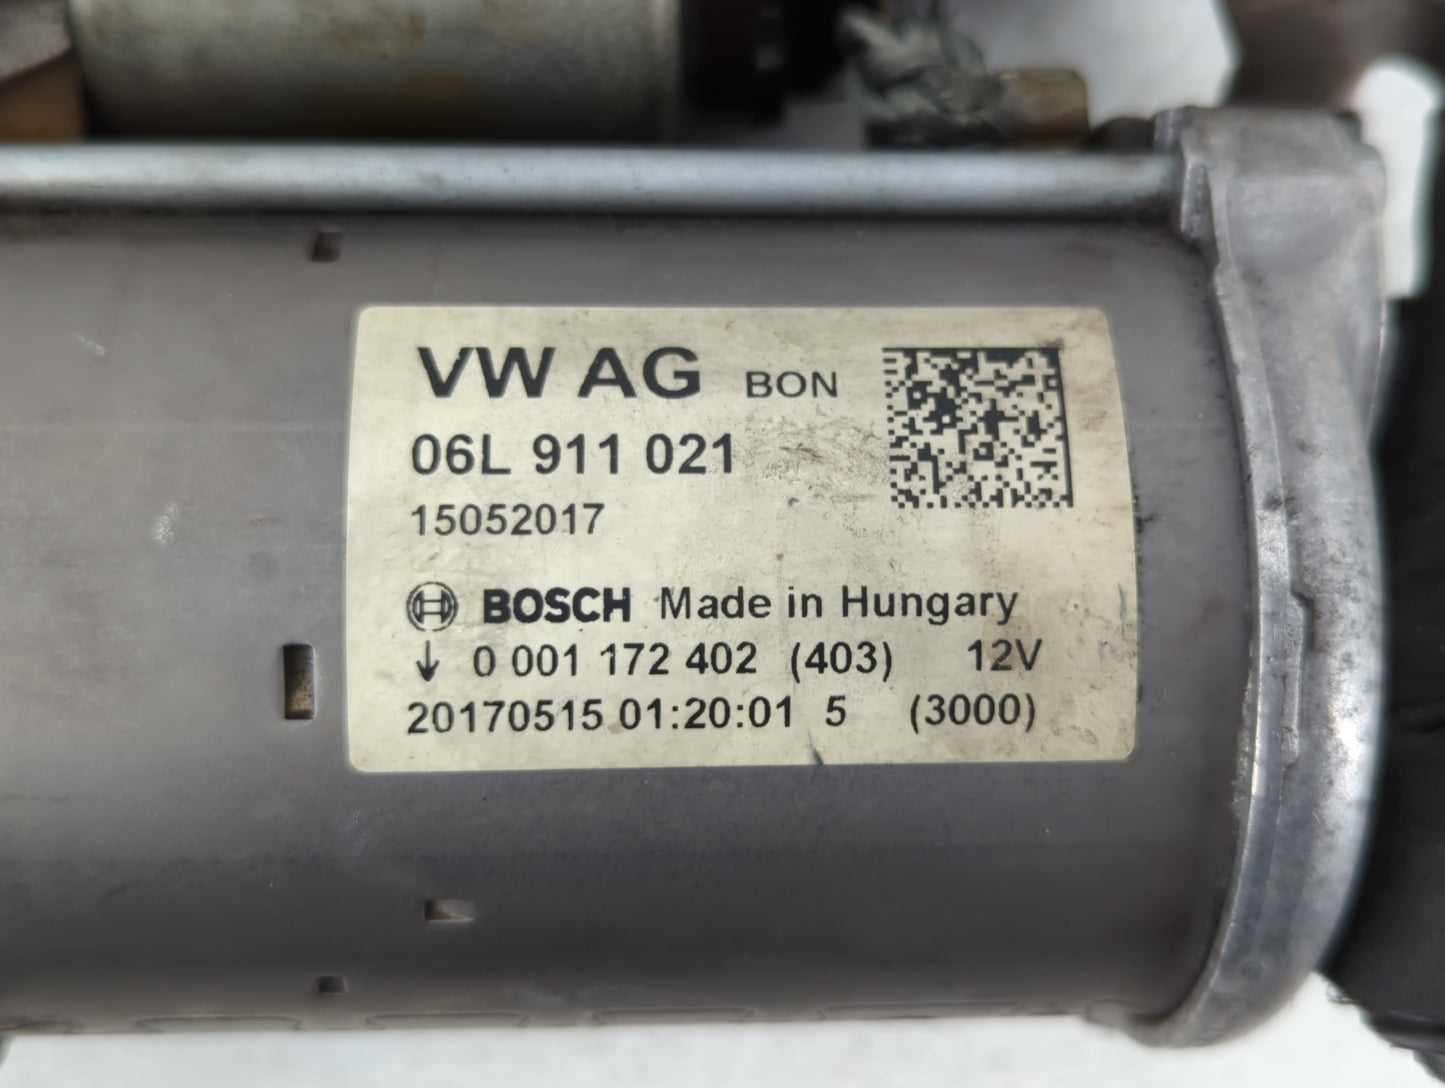 VW AG BON
06L 911 021
15052017
BOSCH Made in Hungary
↓ 0 001 172 402 (403) 12V
20170515 01:20:01 5 (3000)